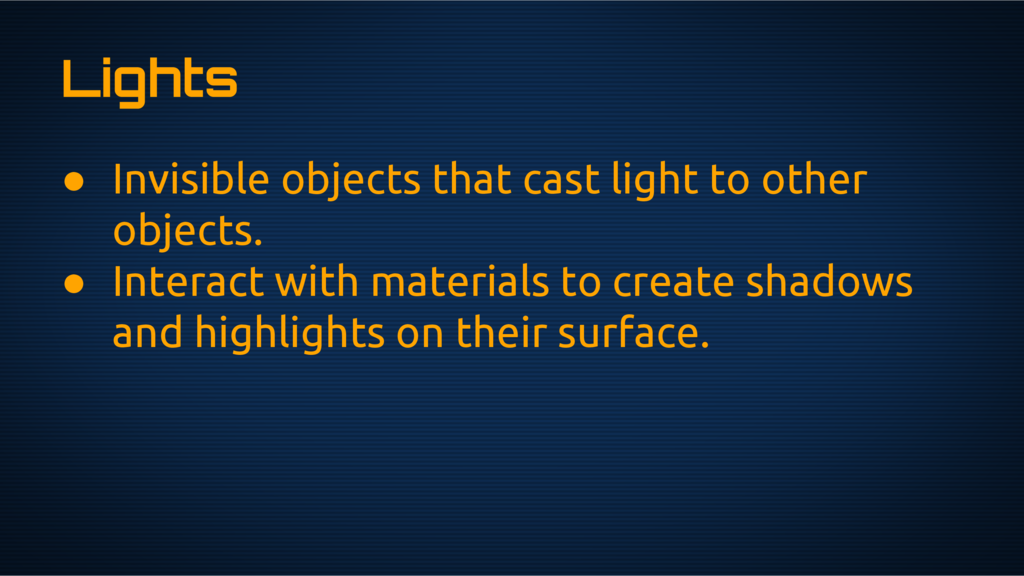 Lights
● Invisible objects that cast light to other
objects.
● Interact with materials to create shadows
and highlights on their surface.